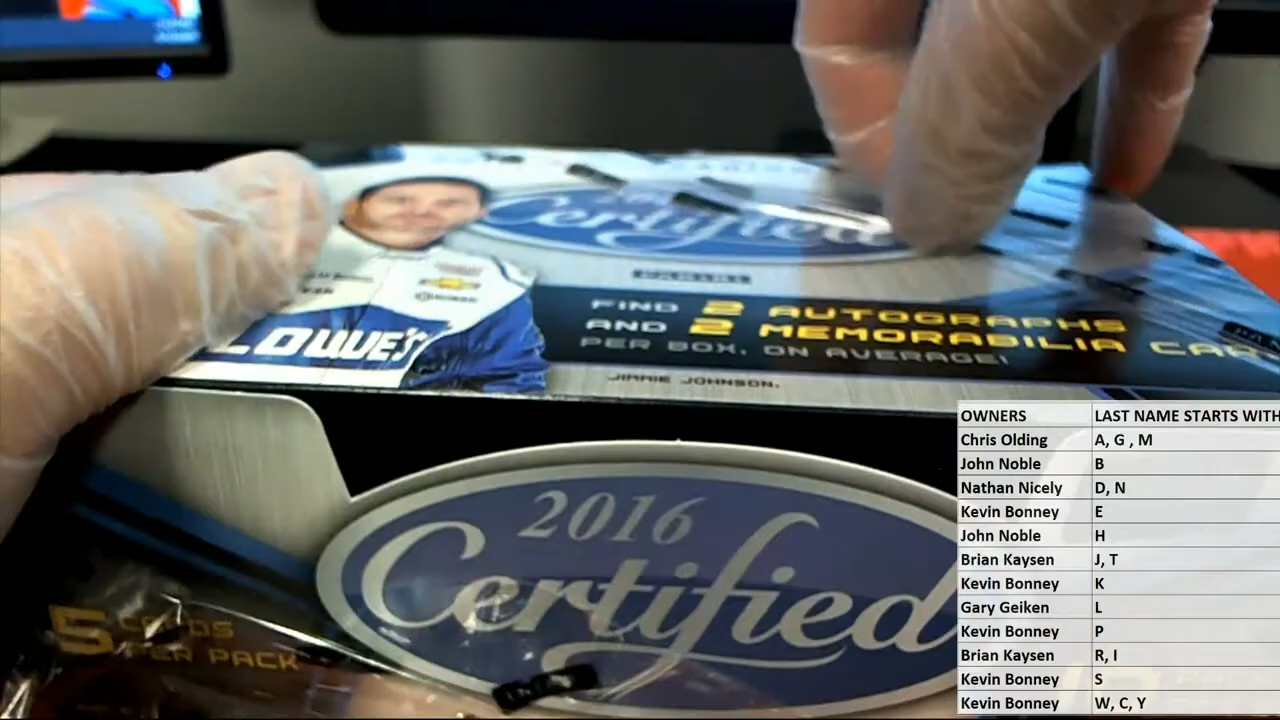 Certified
PANINI
FIND 2 AUTOGRAPHS
AND 2 MEMORABILIA
PER BOX, ON AVERAGE!
LOWE'S
JIMMIE JOHNSON.
2016
Certified
5 CARDS
PER PACK
OWNERS LAST NAME STARTS WITH
Chris Olding A, G , M
John Noble B
Nathan Nicely D, N
Kevin Bonney E
John Noble H
Brian Kaysen J, T
Kevin Bonney K
Gary Geiken L
Kevin Bonney P
Brian Kaysen R, I
Kevin Bonney S
Kevin Bonney W, C, Y